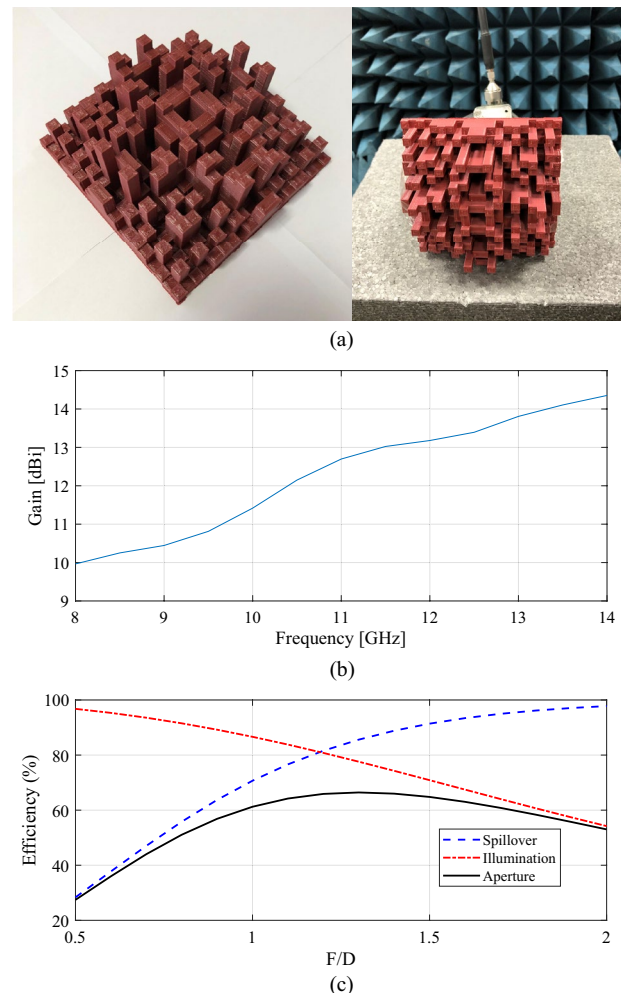 (a)
15
14
13
12
11
10
9
Gain [dBi]
8 9 10 11 12 13 14
Frequency [GHz]
(b)
100
80
60
40
20
Efficiency (%)
Spillover
Illumination
Aperture
0.5 1 1.5 2
F/D
(c)